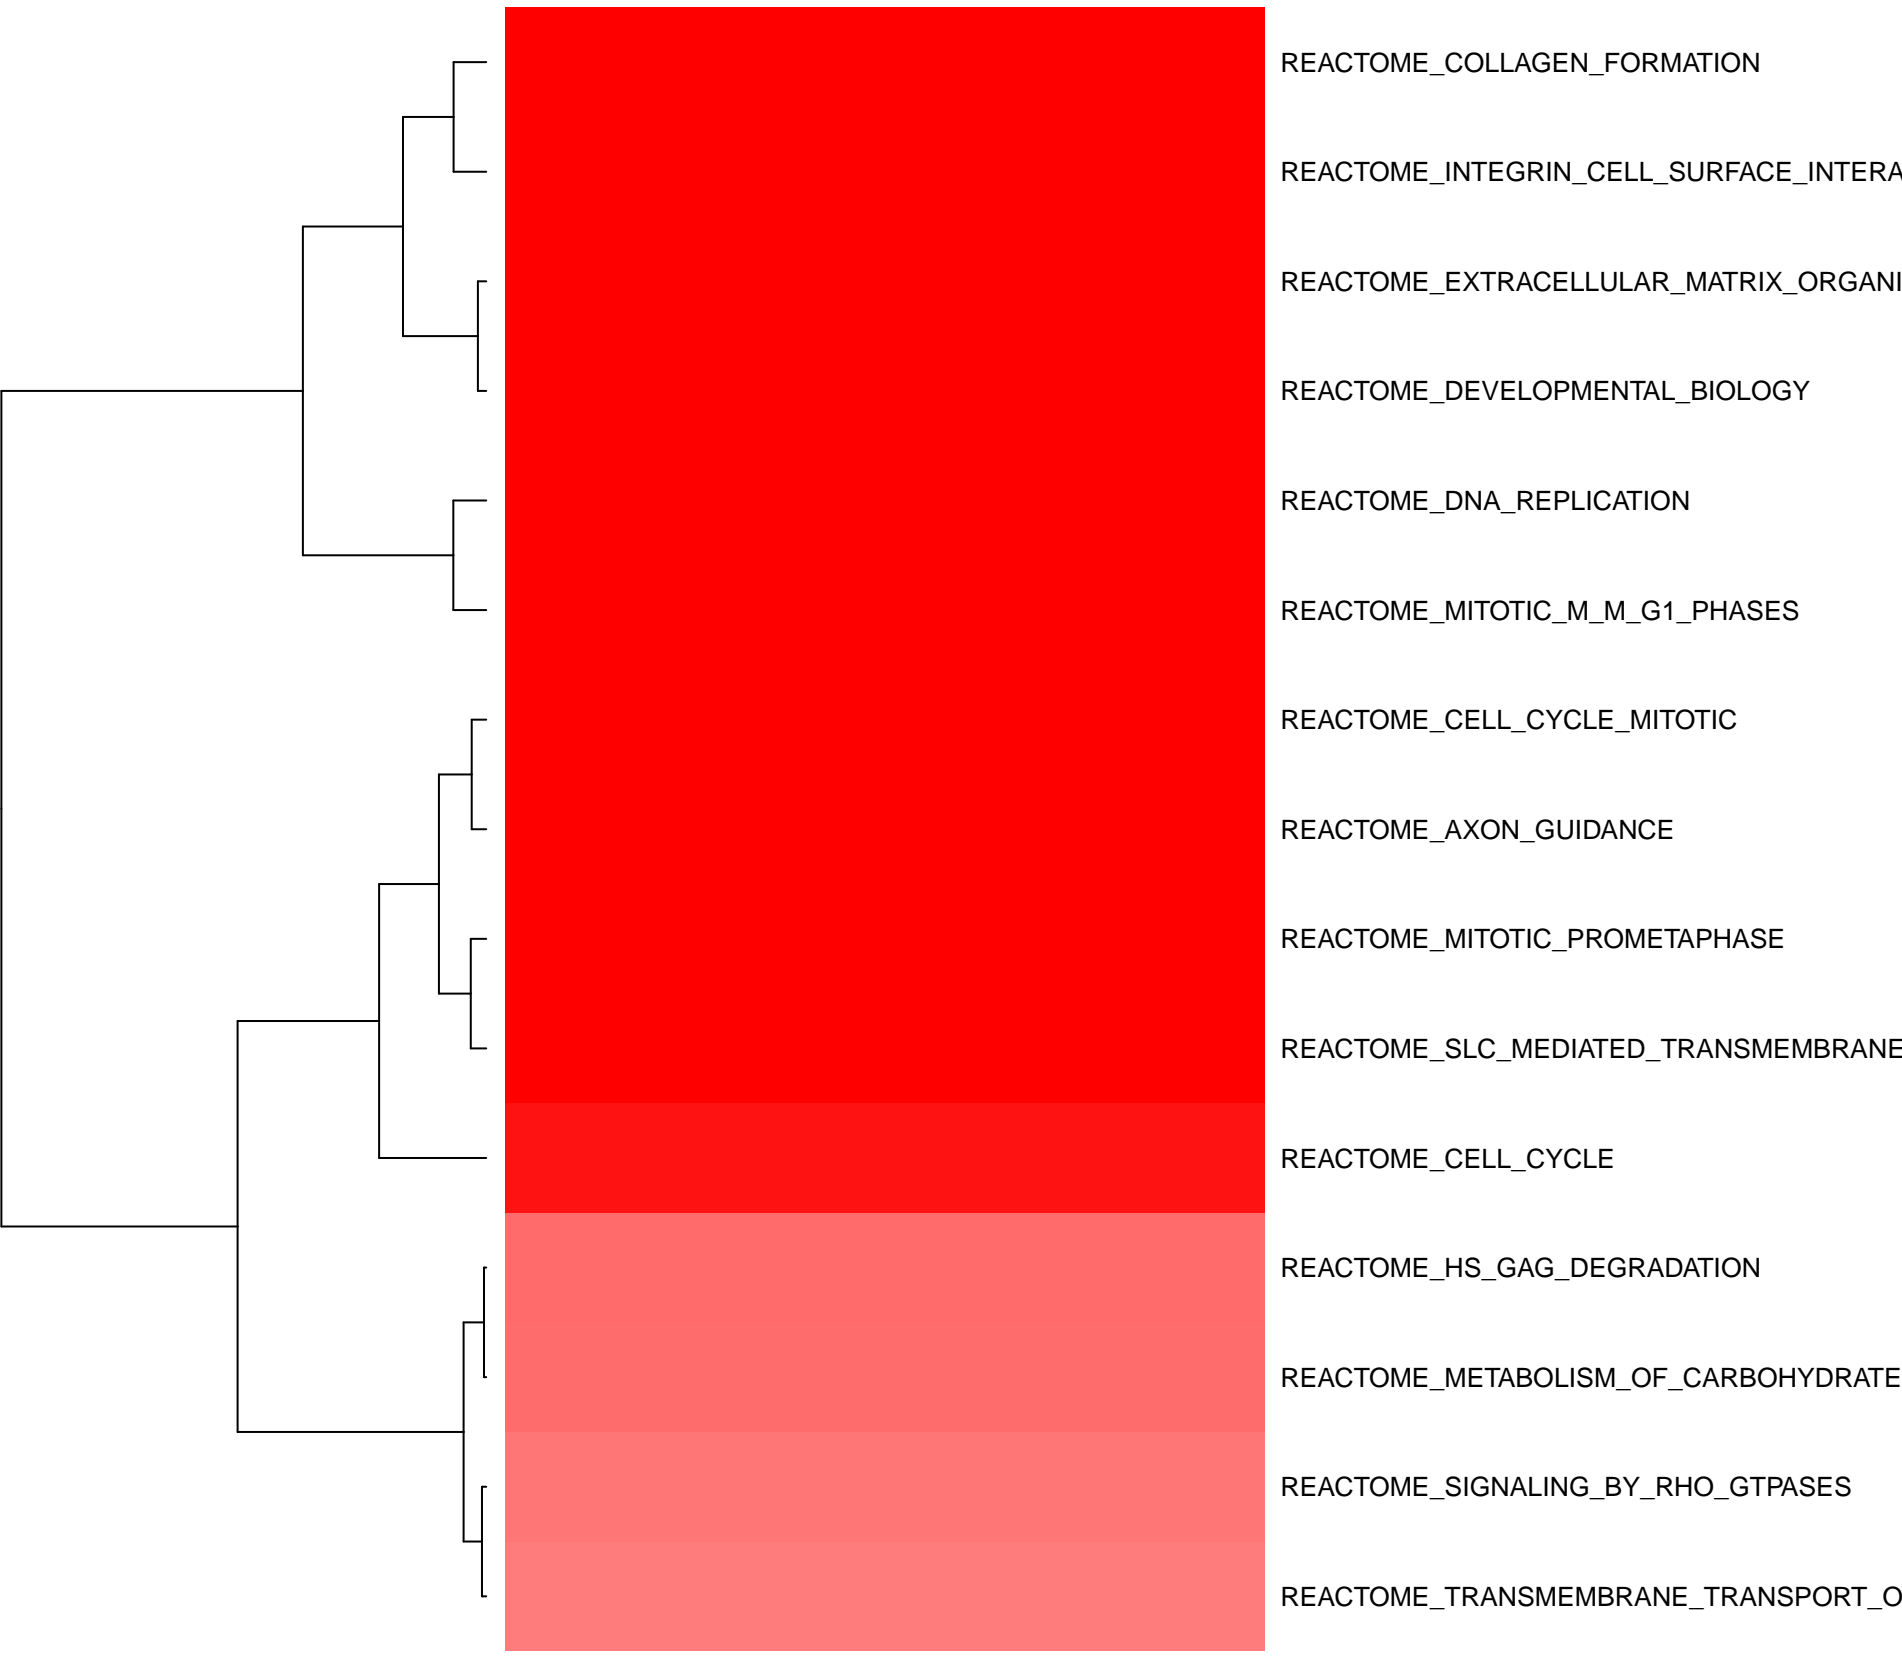 REACTOME_COLLAGEN_FORMATION
REACTOME_INTEGRIN_CELL_SURFACE_INTERA
REACTOME_EXTRACELLULAR_MATRIX_ORGANI
REACTOME_DEVELOPMENTAL_BIOLOGY
REACTOME_DNA_REPLICATION
REACTOME_MITOTIC_M_M_G1_PHASES
REACTOME_CELL_CYCLE_MITOTIC
REACTOME_AXON_GUIDANCE
REACTOME_MITOTIC_PROMETAPHASE
REACTOME_SLC_MEDIATED_TRANSMEMBRANE
REACTOME_CELL_CYCLE
REACTOME_HS_GAG_DEGRADATION
REACTOME_METABOLISM_OF_CARBOHYDRATE
REACTOME_SIGNALING_BY_RHO_GTPASES
REACTOME_TRANSMEMBRANE_TRANSPORT_O